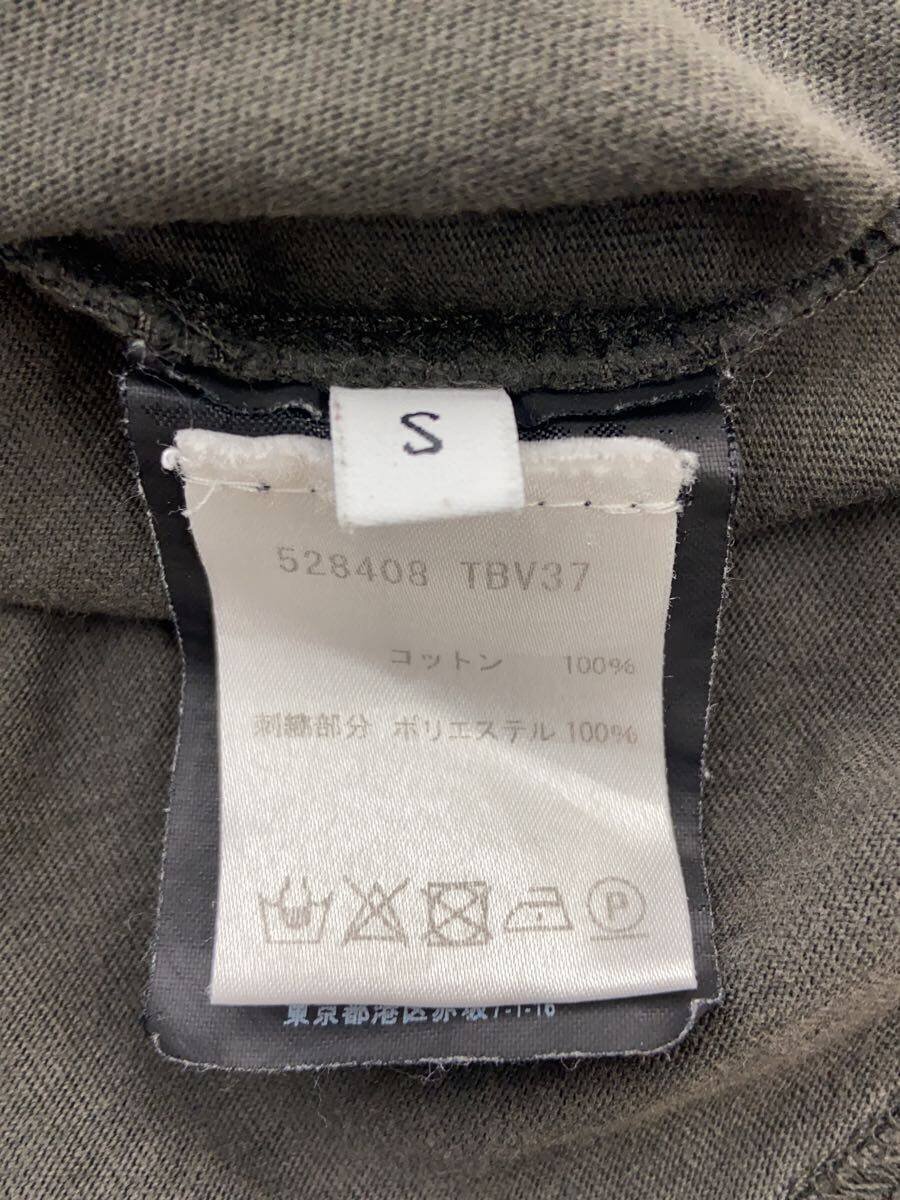 S
528408 TBV37
コットン 100%
刺繍部分 ポリエステル 100%
P
東京都港区赤坂7-1-16